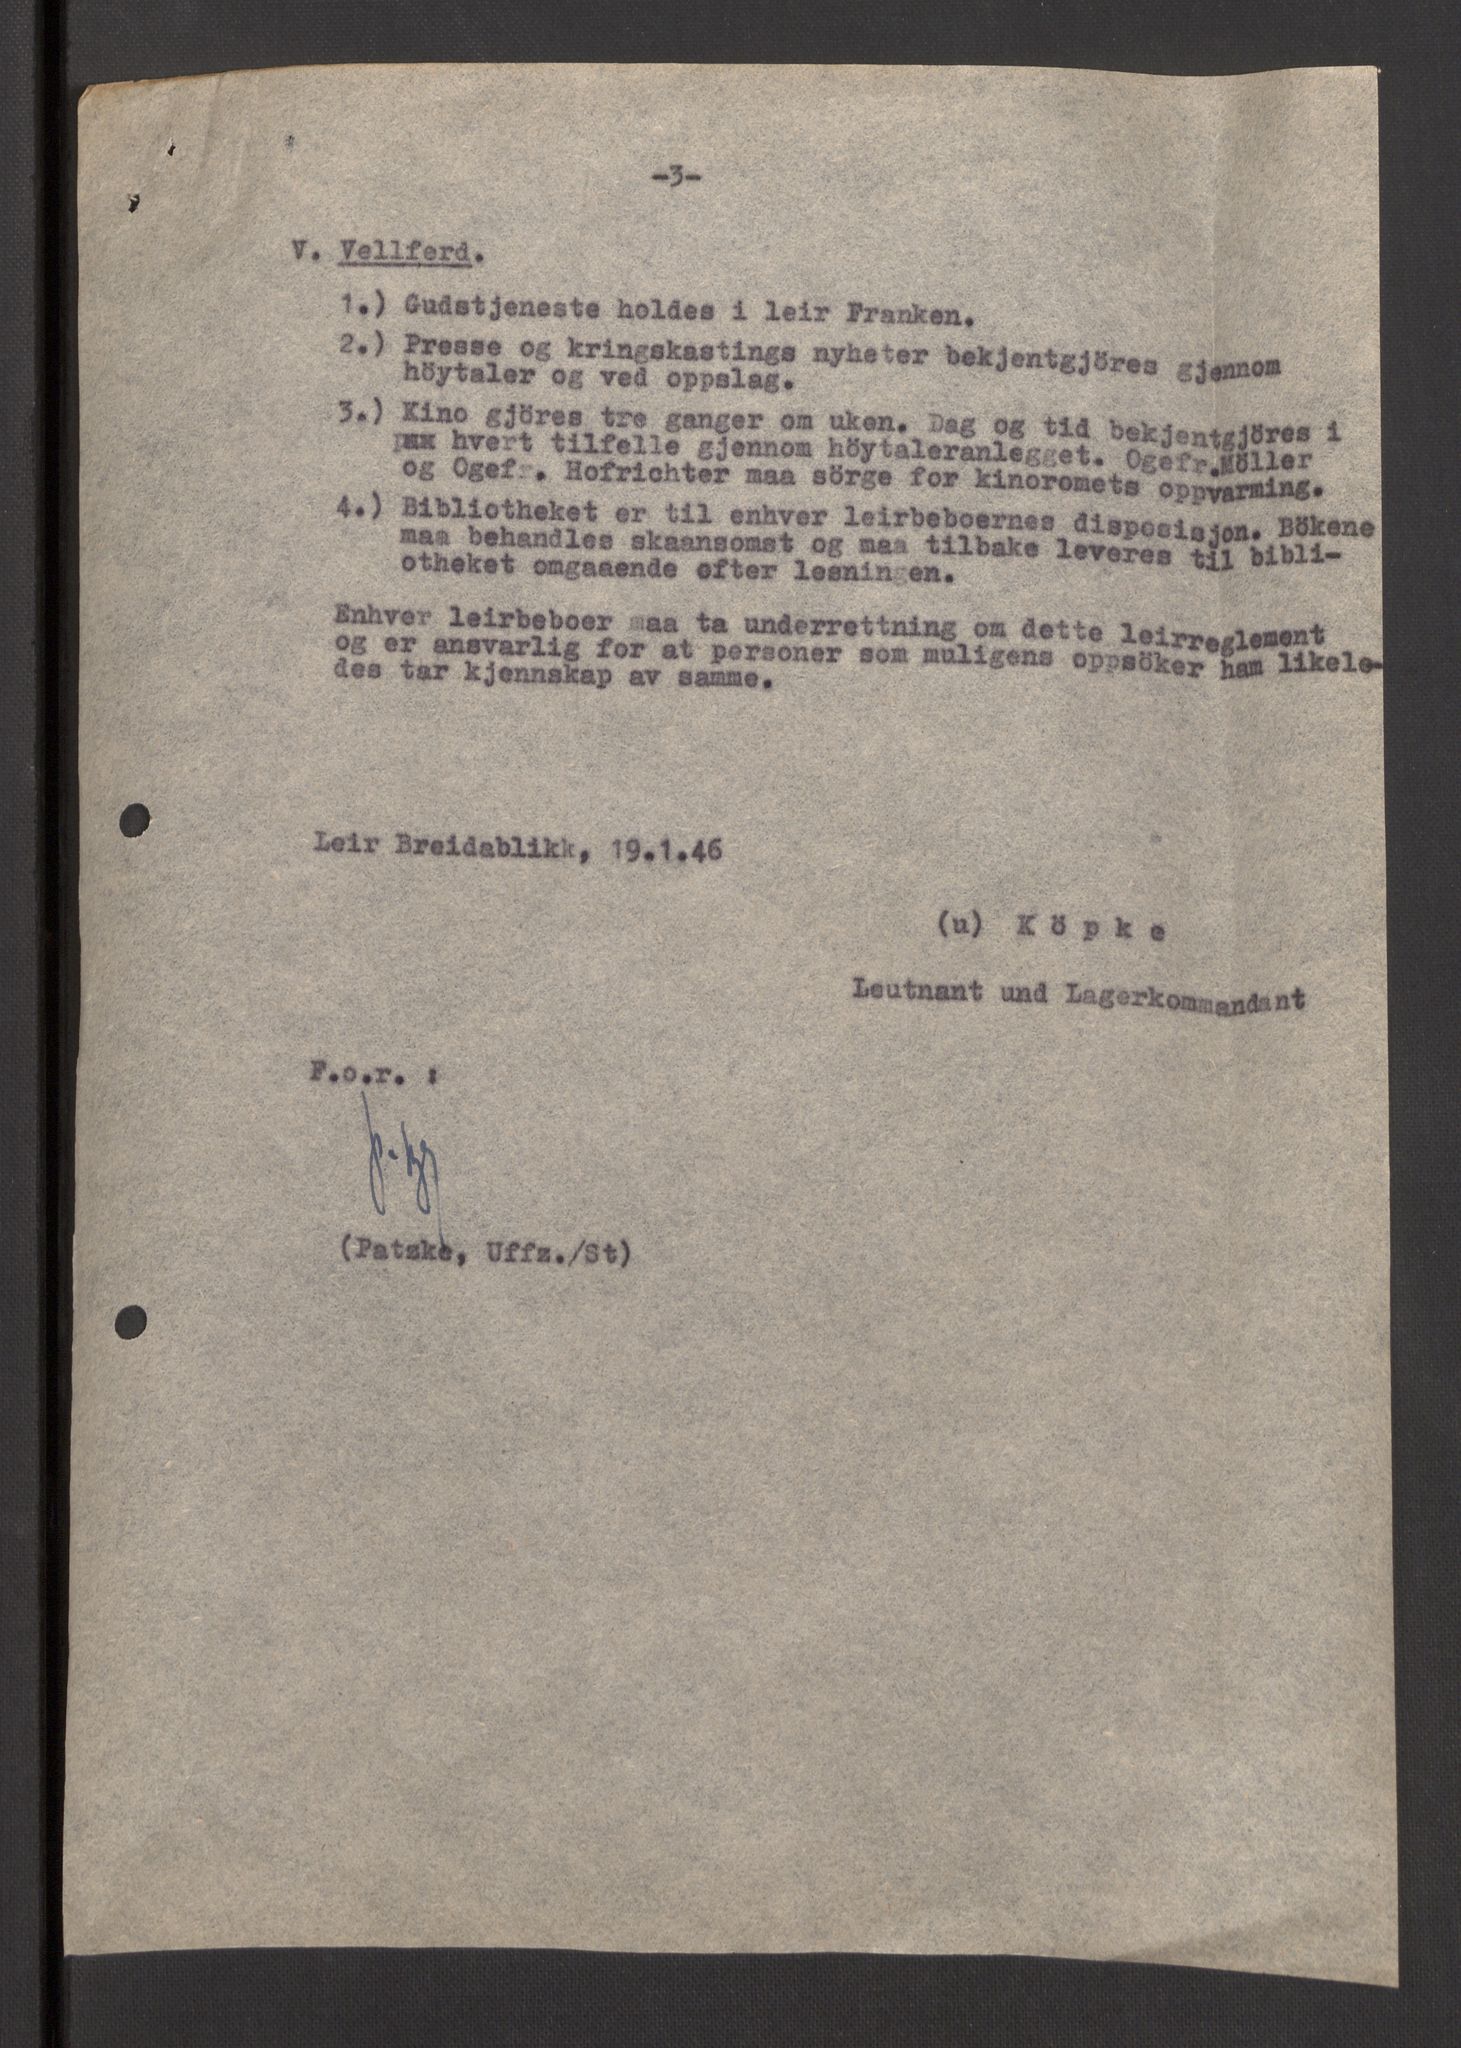 -3-
V. Vellferd.
1.) Gudstjeneste holdes i leir Franken.
2.) Presse og kringskastings nyheter bekjentgjöres gjennom
höytaler og ved oppslag.
3.) Kino gjöres tre ganger om uken. Dag og tid bekjentgjöres i
hvert tilfelle gjennom höytaleranlegget. Ogefr.Möller
og Ogefr. Hofrichter maa sörge for kinoromets oppvarming.
4.) Bibliotheket er til enhver leirbeboernes disposisjon. Bökene
maa behandles skaansomst og maa tilbake leveres til bibli-
otheket omgaaende efter lesningen.
Enhver leirbeboer maa ta underrettning om dette leirreglement
og er ansvarlig for at personer som muligens oppsöker ham likele-
des tar kjennskap av samme.
Leir Breidablikk, 19.1.46
(u) K ö p k e
Leutnant und Lagerkommandant
F.o.r. :
(Patzke, Uffz./St)